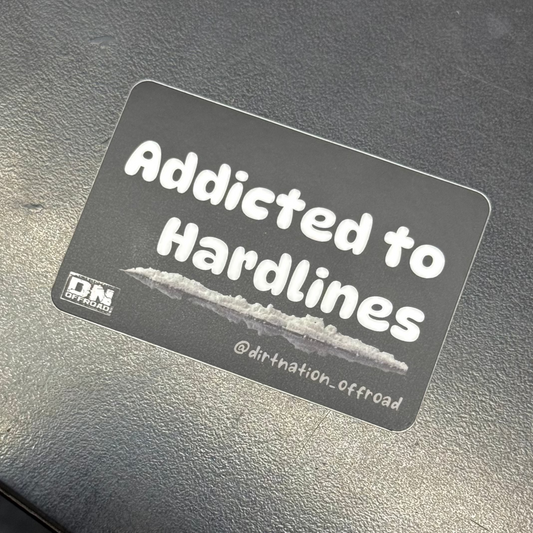 Addicted to
Hardlines
DN
OFFROAD
@dirtnation_offroad